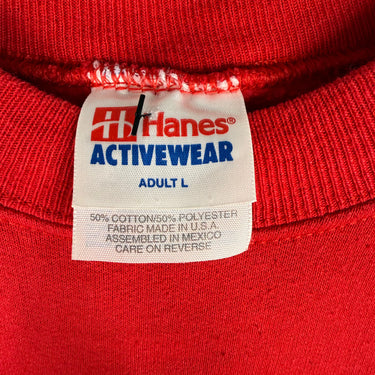 Hanes®
ACTIVEWEAR
ADULT L
50% COTTON/50% POLYESTER
FABRIC MADE IN U.S.A.
ASSEMBLED IN MEXICO
CARE ON REVERSE